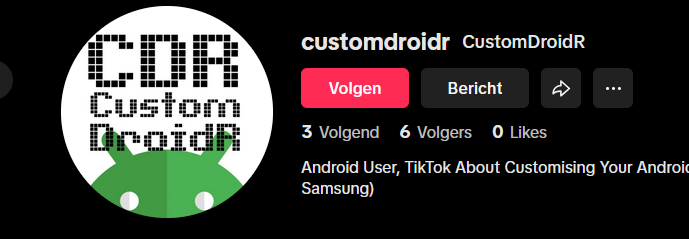 CDR
Custom
DroidR
customdroidr CustomDroidR
Volgen Bericht
3 Volgend 6 Volgers 0 Likes
Android User, TikTok About Customising Your Android
Samsung)